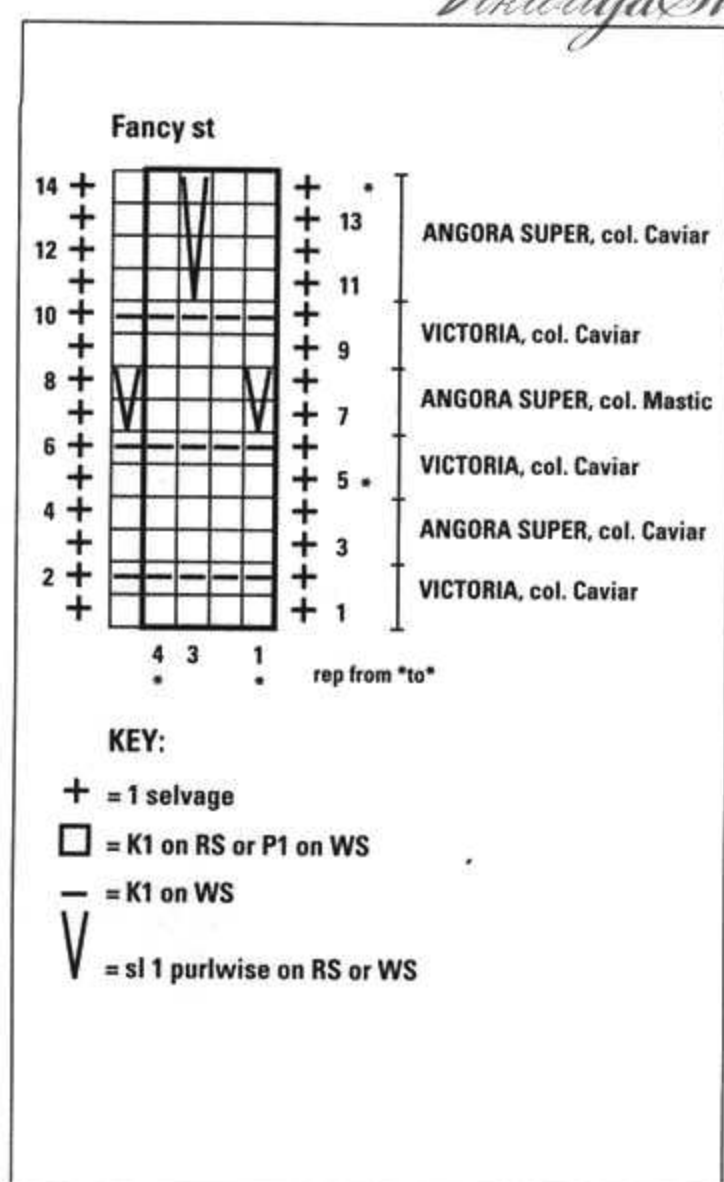 Fancy st
14 + + *
+ + 13
12 + + ANGORA SUPER, col. Caviar
+ + 11
10 + + VICTORIA, col. Caviar
+ + 9
8 + + ANGORA SUPER, col. Mastic
+ + 7
6 + + VICTORIA, col. Caviar
+ + 5 *
4 + + ANGORA SUPER, col. Caviar
+ + 3
2 + + VICTORIA, col. Caviar
+ + 1
4 3 1
* * rep from *to*
KEY:
+ = 1 selvage
□ = K1 on RS or P1 on WS
– = K1 on WS
V = sl 1 purlwise on RS or WS